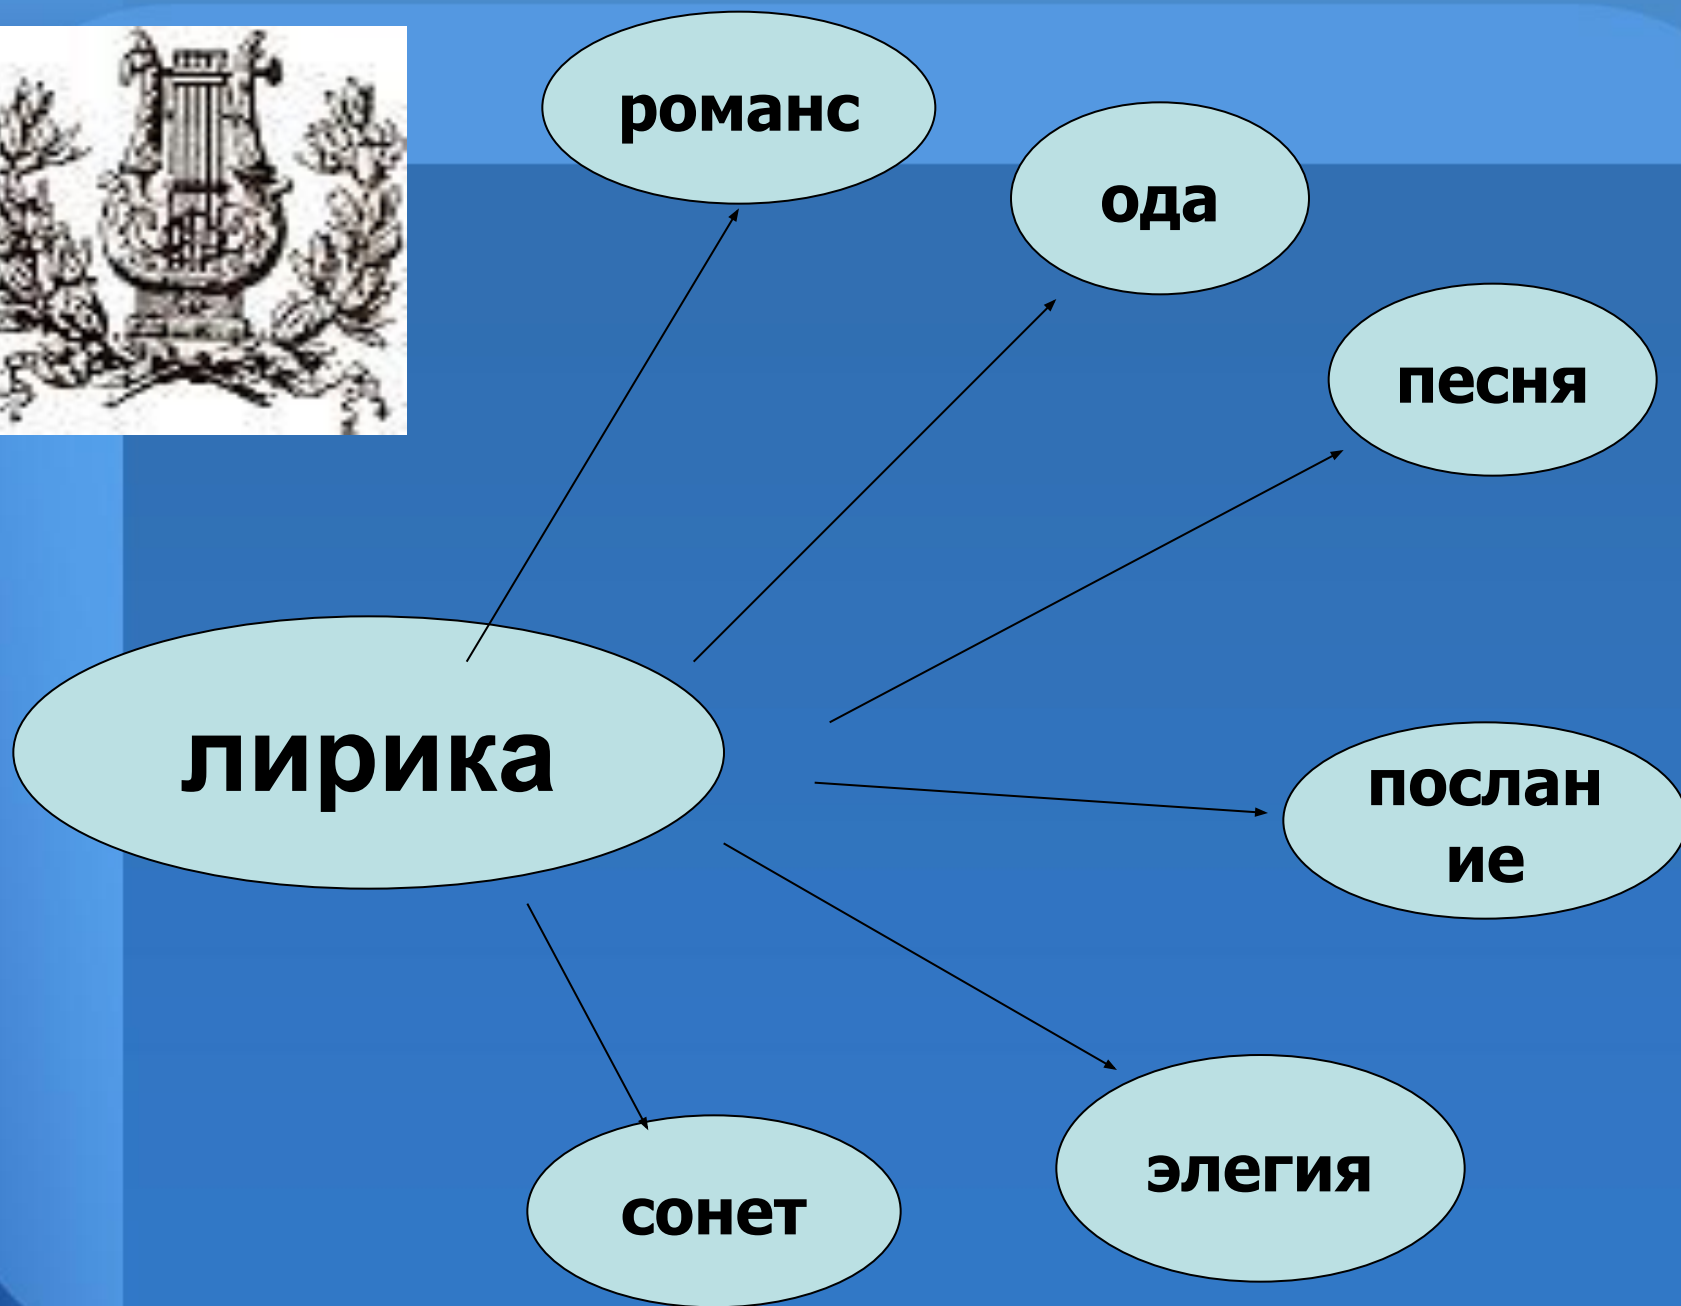 романс
ода
песня
лирика
послан
ие
элегия
сонет